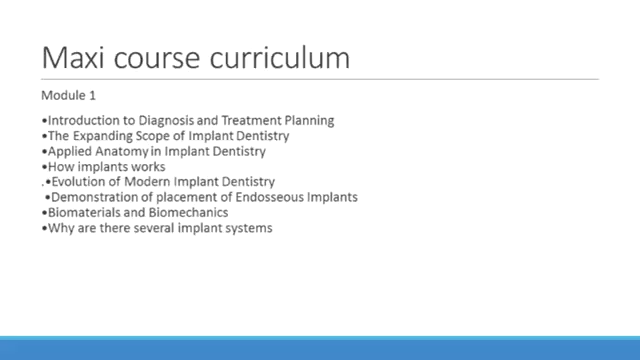 Maxi course curriculum
Module 1
•Introduction to Diagnosis and Treatment Planning
•The Expanding Scope of Implant Dentistry
•Applied Anatomy in Implant Dentistry
•How implants works
.•Evolution of Modern Implant Dentistry
•Demonstration of placement of Endosseous Implants
•Biomaterials and Biomechanics
•Why are there several implant systems